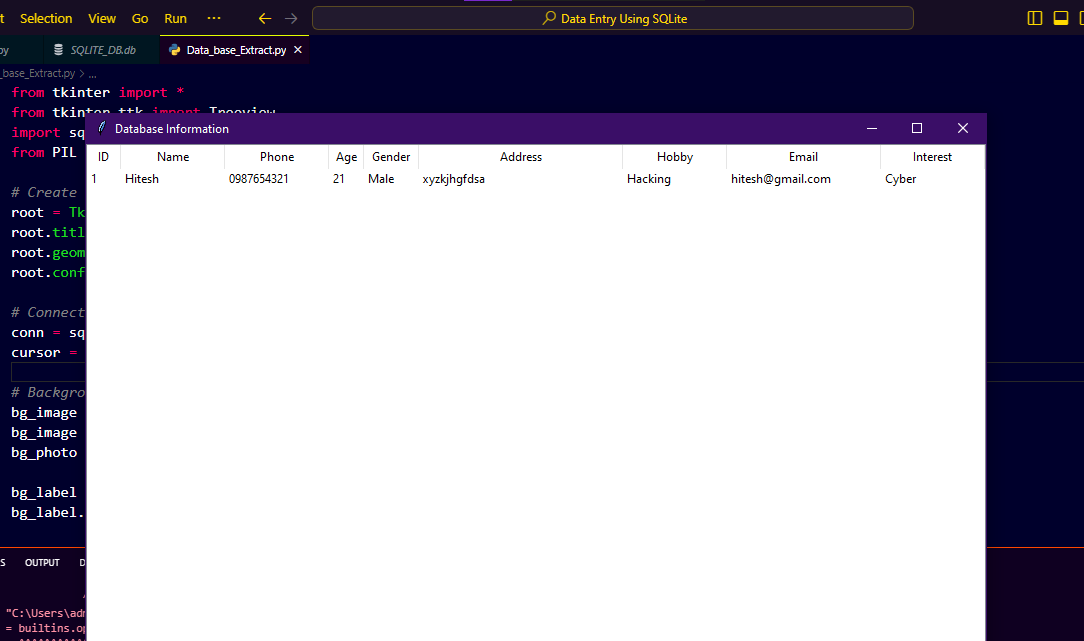 t Selection View Go Run ... ← → Data Entry Using SQLite
py SQLITE_DB.db Data_base_Extract.py ×
_base_Extract.py > ...
from tkinter import *
from tkinter.ttk import Treeview
import sq
from PIL
# Create
root = Tk
root.titl
root.geom
root.conf
# Connect
conn = sq
cursor =
# Backgro
bg_image
bg_image
bg_photo
bg_label
bg_label.
Database Information
ID Name Phone Age Gender Address Hobby Email Interest
1 Hitesh 0987654321 21 Male xyzkjhgfdsa Hacking hitesh@gmail.com Cyber
S OUTPUT D
"C:\Users\adm
= builtins.op
^^^^^^^^^^